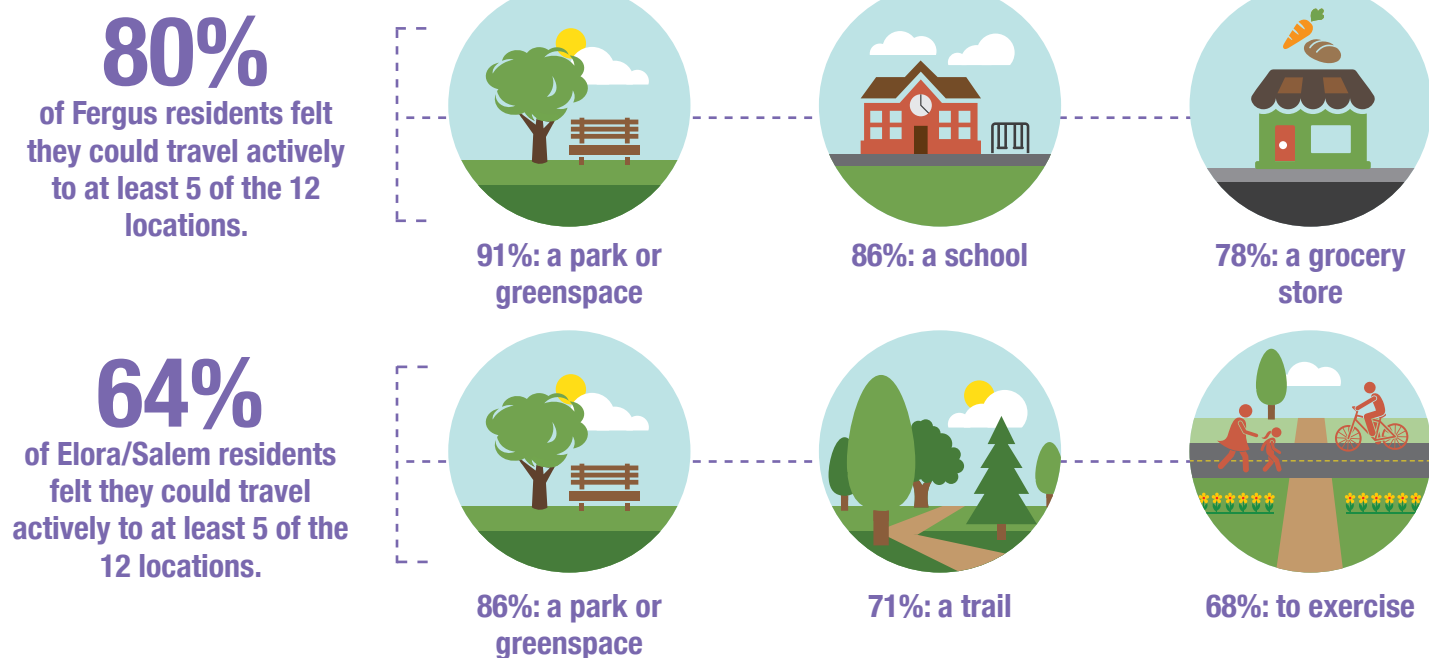 80%
of Fergus residents felt
they could travel actively
to at least 5 of the 12
locations.
91%: a park or
greenspace
86%: a school
78%: a grocery
store
64%
of Elora/Salem residents
felt they could travel
actively to at least 5 of the
12 locations.
86%: a park or
greenspace
71%: a trail
68%: to exercise